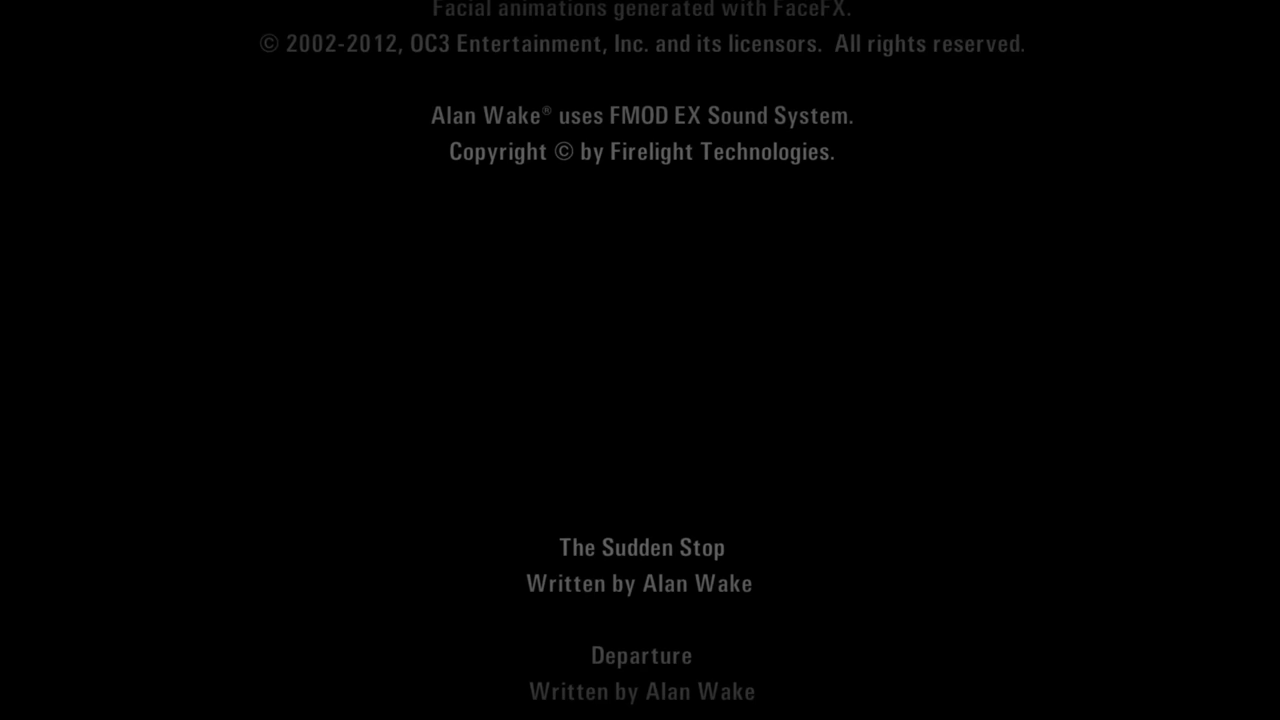 Facial animations generated with FaceFX.
© 2002-2012, OC3 Entertainment, Inc. and its licensors.  All rights reserved.
Alan Wake® uses FMOD EX Sound System.
Copyright © by Firelight Technologies.
The Sudden Stop
Written by Alan Wake
Departure
Written by Alan Wake